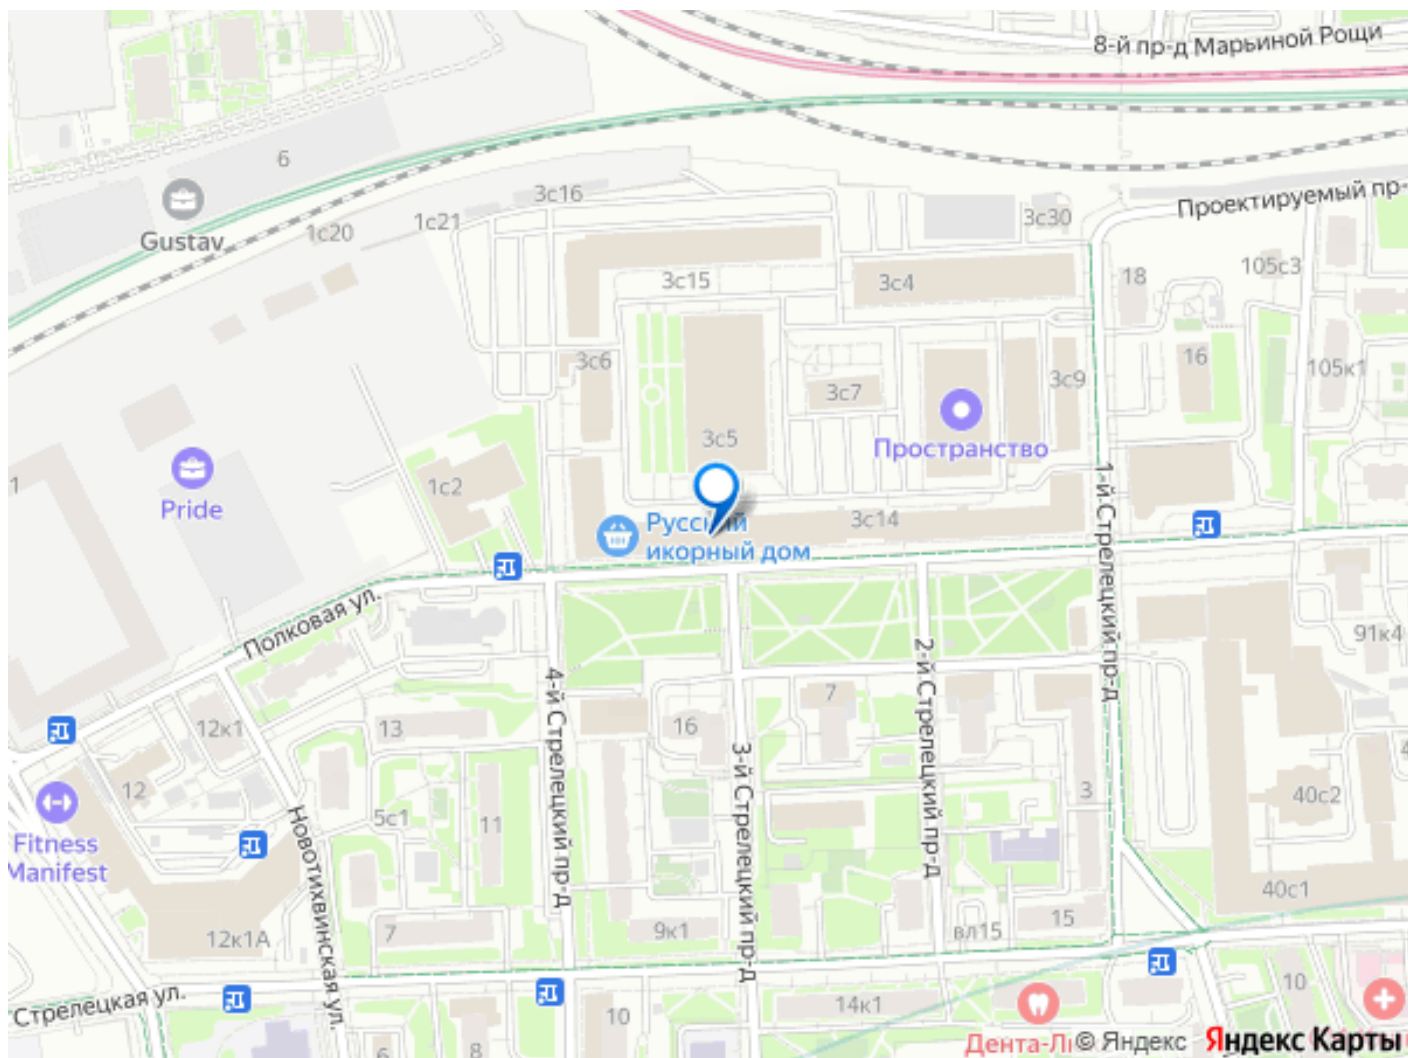 8-й пр-д Марьиной Рощи
6
Gustav
3с16
1с21
1с20
3с30
Проектируемый пр-
3с15
3с4
18
105с3
3с6
3с7
3с9
16
105к1
3с5
Пространство
1
Pride
1с2
Русский
икорный дом
3с14
1-й Стрелецкий пр-д
Полковая ул.
91к4
4-й Стрелецкий пр-д
3-й Стрелецкий пр-д
2-й Стрелецкий пр-д
12к1
13
16
7
12
5с1
11
3
40с2
Fitness
Manifest
Новотихвинская ул.
40с1
12к1А
7
9к1
вл15
15
Стрелецкая ул.
10
14к1
10
6
8
Дента-Л
© Яндекс
Яндекс Карты